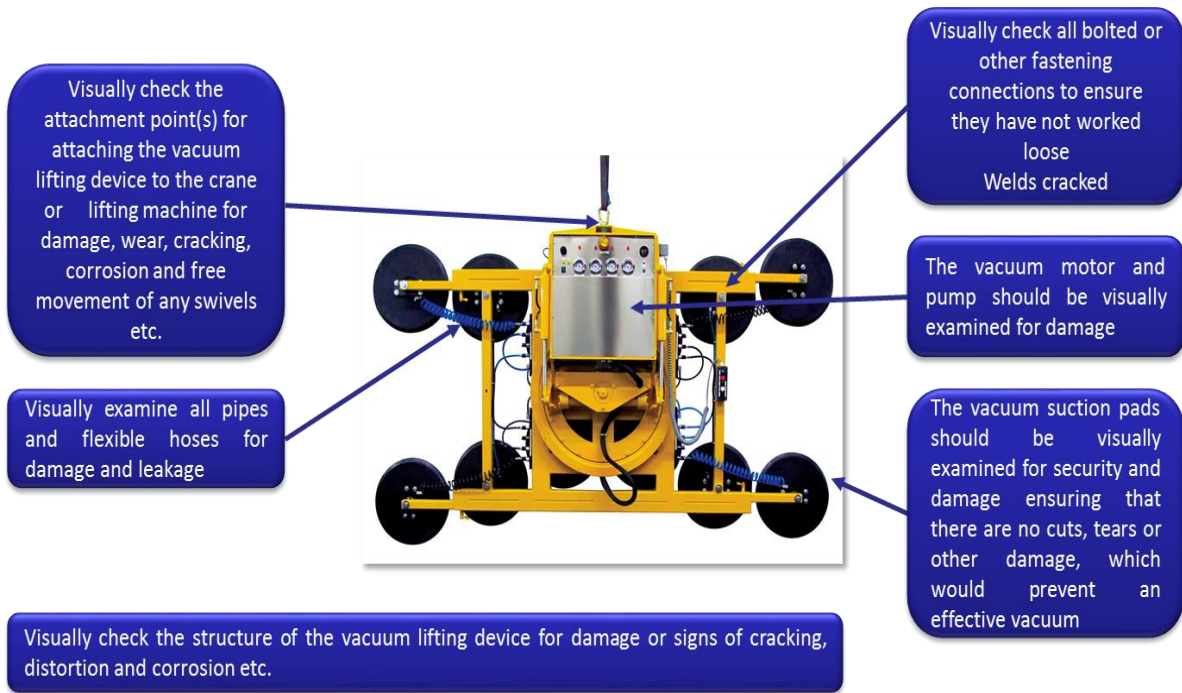 Visually check the
attachment point(s) for
attaching the vacuum
lifting device to the crane
or lifting machine for
damage, wear, cracking,
corrosion and free
movement of any swivels
etc.
Visually examine all pipes
and flexible hoses for
damage and leakage
Visually check all bolted or
other fastening
connections to ensure
they have not worked
loose
Welds cracked
The vacuum motor and
pump should be visually
examined for damage
The vacuum suction pads
should be visually
examined for security and
damage ensuring that
there are no cuts, tears or
other damage, which
would prevent an
effective vacuum
Visually check the structure of the vacuum lifting device for damage or signs of cracking,
distortion and corrosion etc.